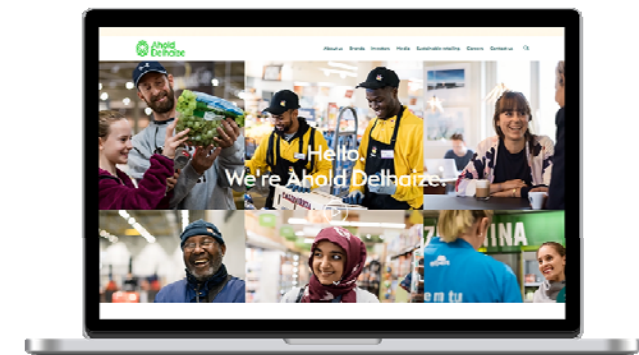 Ahold
Delhaize
About us Brands Investors Media Sustainable retailing Careers Contact us
Hello.
We're Ahold Delhaize.